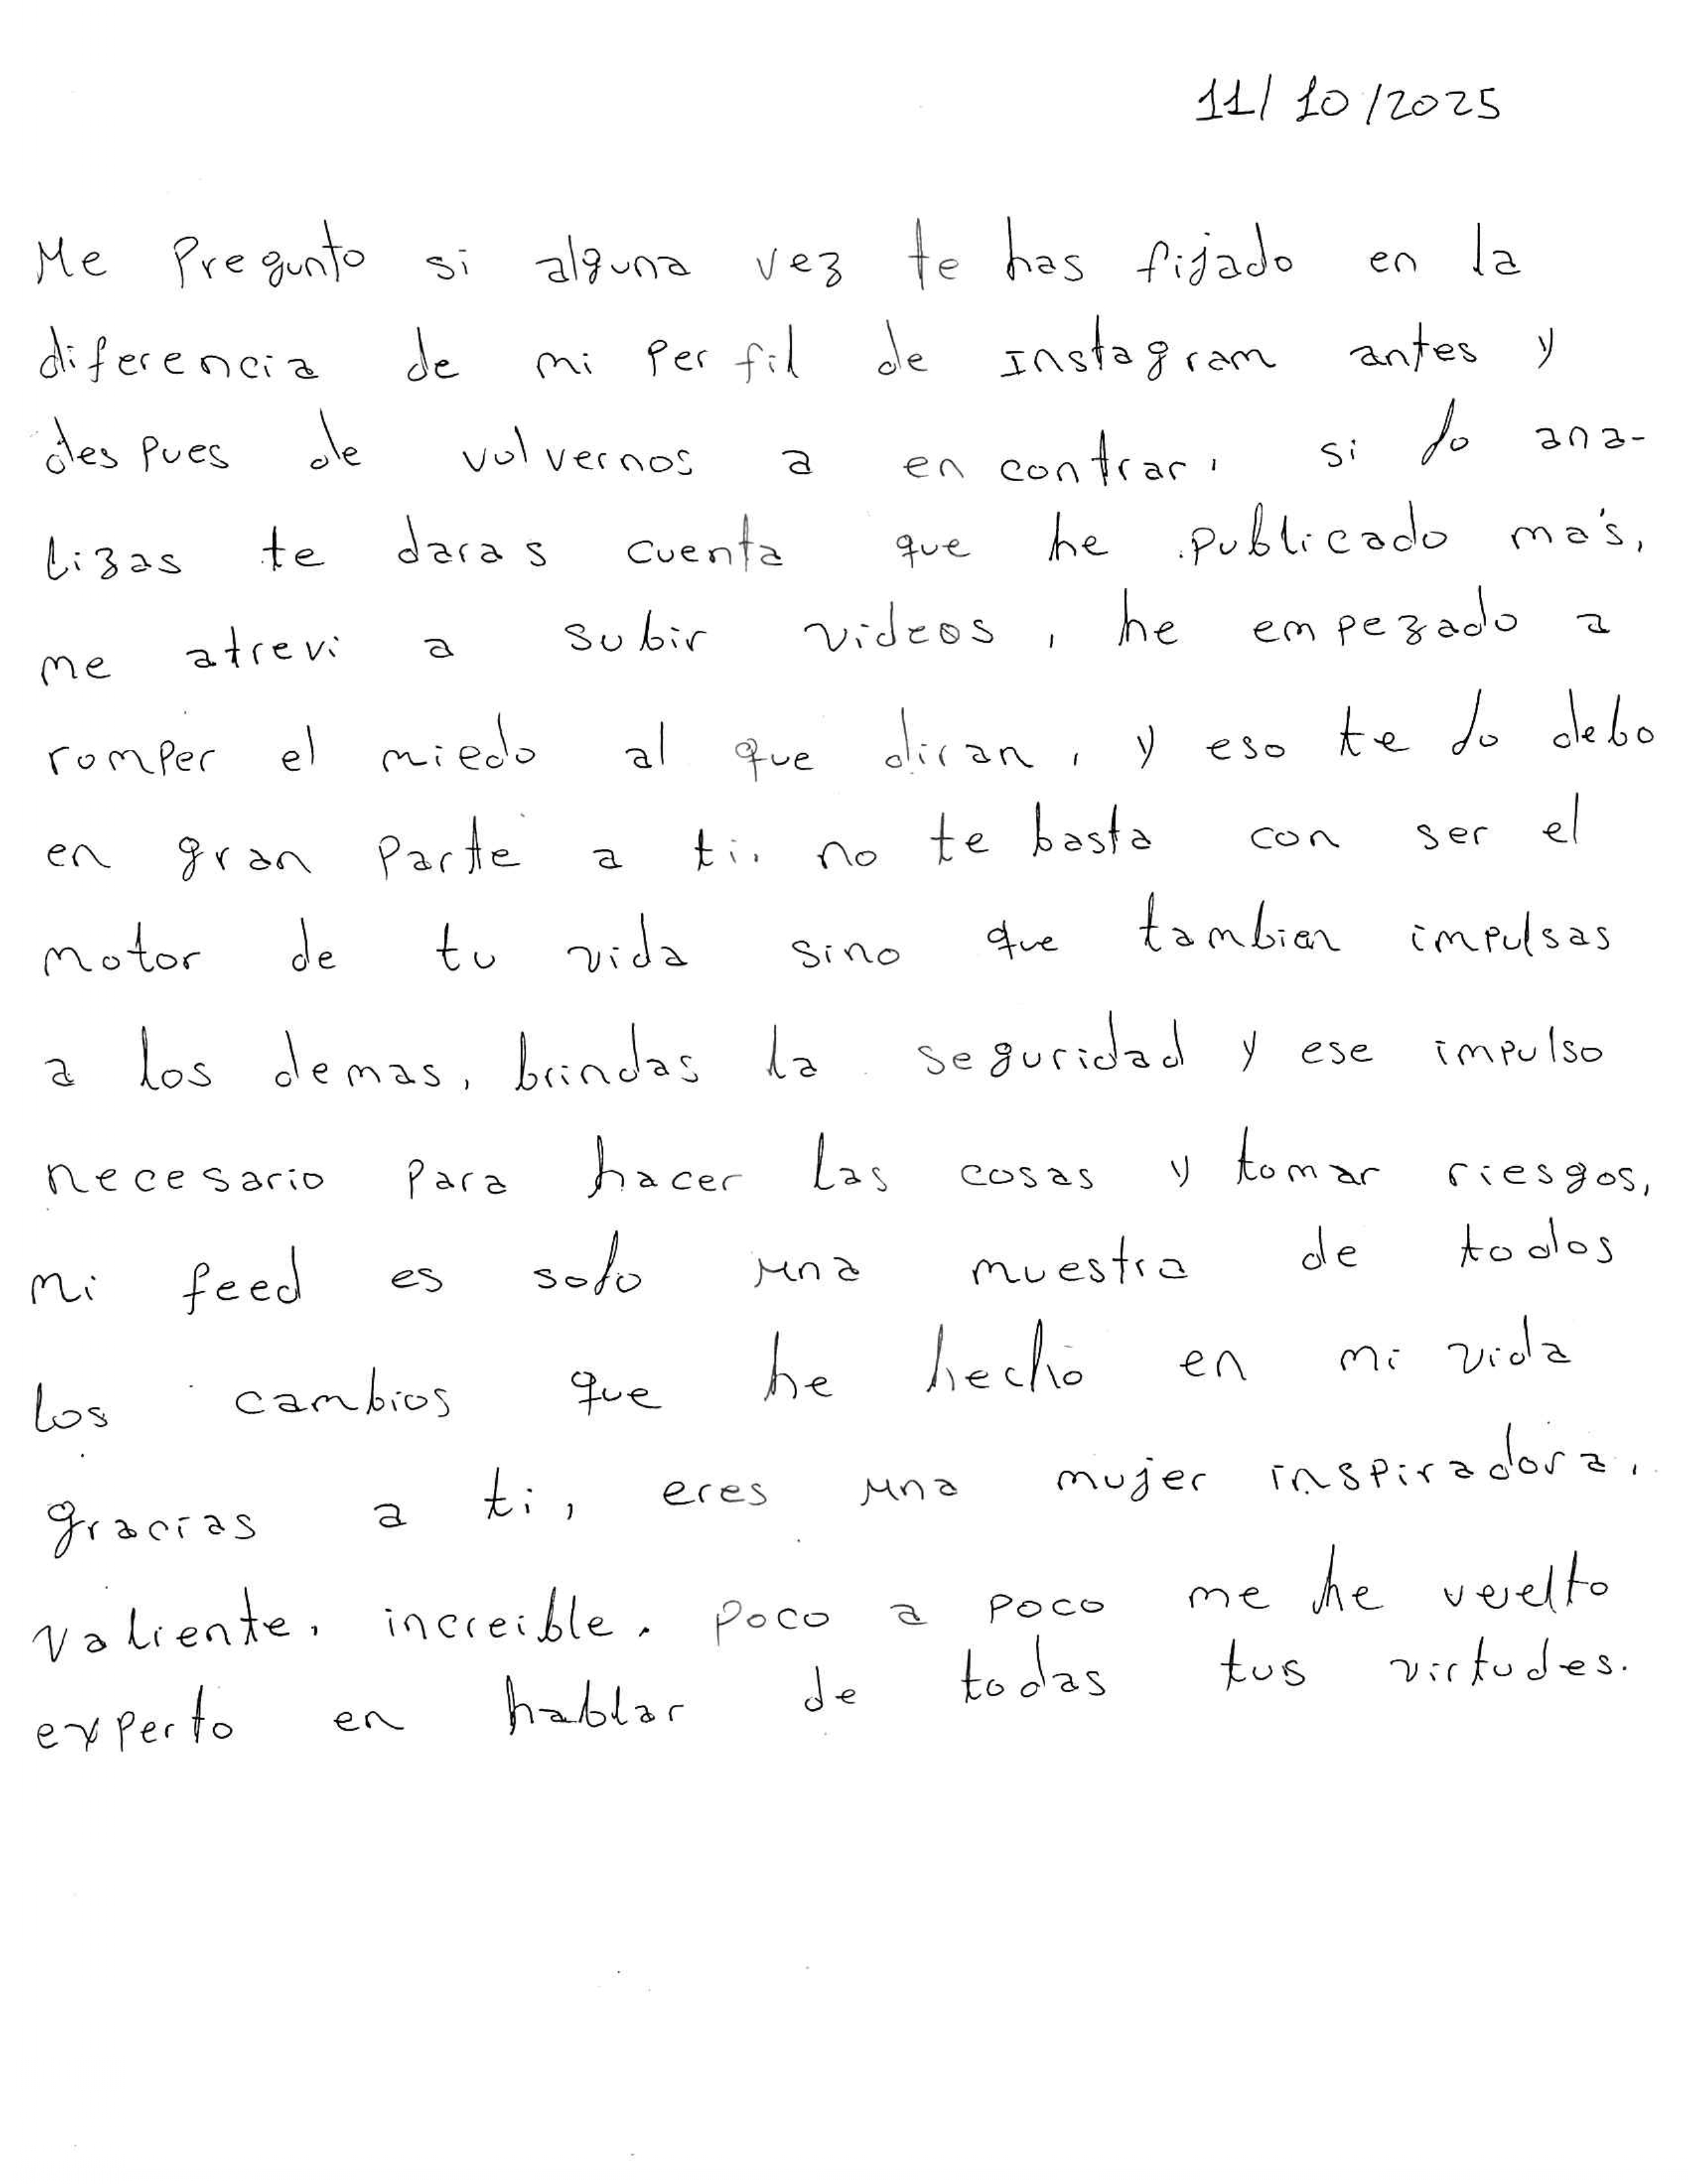 11/10/2025
Me Pregunto si alguna vez te has fijado en la
diferencia de mi Perfil de Instagram antes y
despues de volvernos a encontrar, si lo ana-
lizas te daras cuenta que he publicado más,
me atrevi a subir videos, he empezado a
romper el miedo al que diran, y eso te lo debo
en gran Parte a ti. no te basta con ser el
motor de tu vida sino que tambien impulsas
a los demas, brindas la seguridad y ese impulso
necesario para hacer las cosas y tomar riesgos,
mi feed es solo una muestra de todos
los cambios que he hecho en mi vida
gracias a ti, eres una mujer inspiradora,
valiente, increible. poco a poco me he vuelto
experto en hablar de todas tus virtudes.